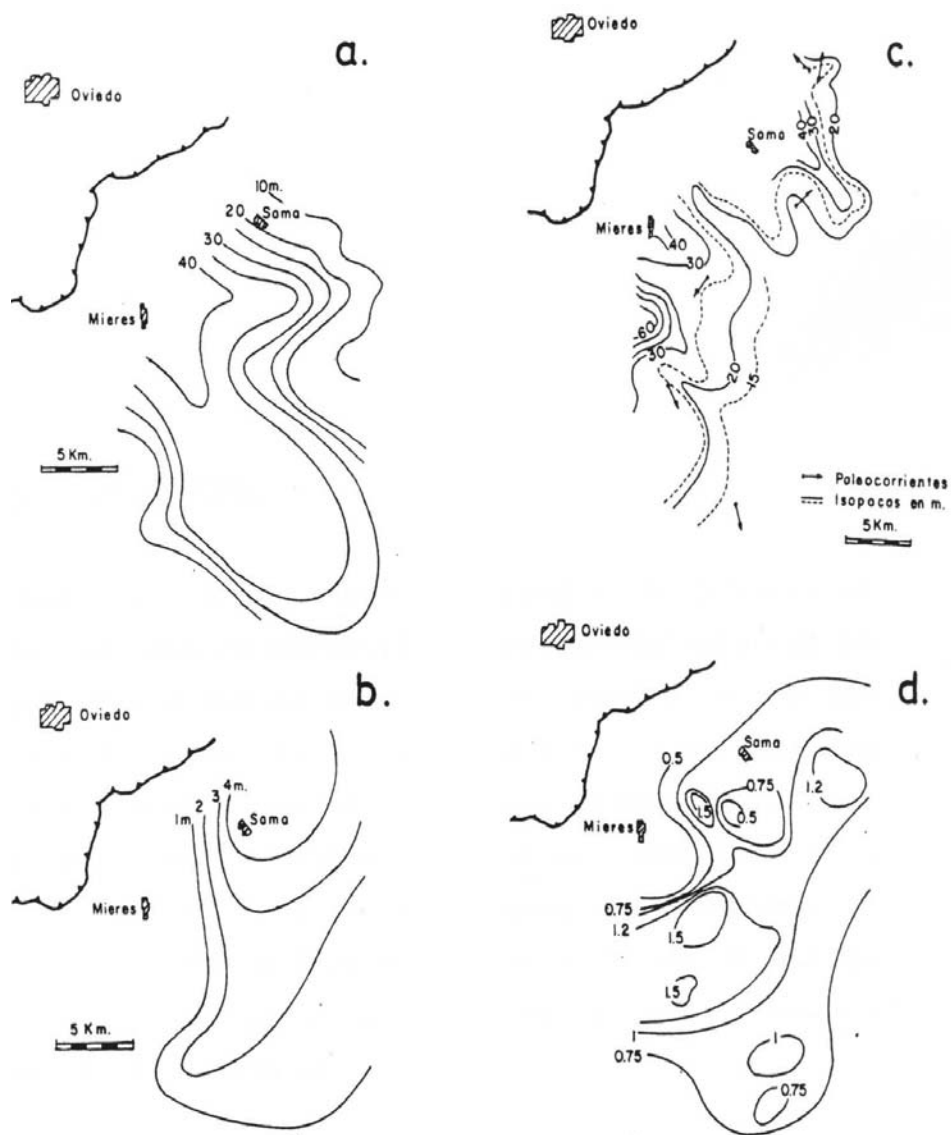 a.
Oviedo
10m.
Sama
20
30
40
Mieres
5 Km.
c.
Oviedo
Sama
40
30
20
Mieres
40
30
60
30
20
15
Paleocorrientes
Isopacas en m.
5Km.
b.
Oviedo
4m.
3
2
1m.
Sama
Mieres
5 Km.
d.
Oviedo
Sama
0.5
0.75
1.2
1.5
0.5
Mieres
0.75
1.2
1.5
1.5
1
0.75
1
0.75